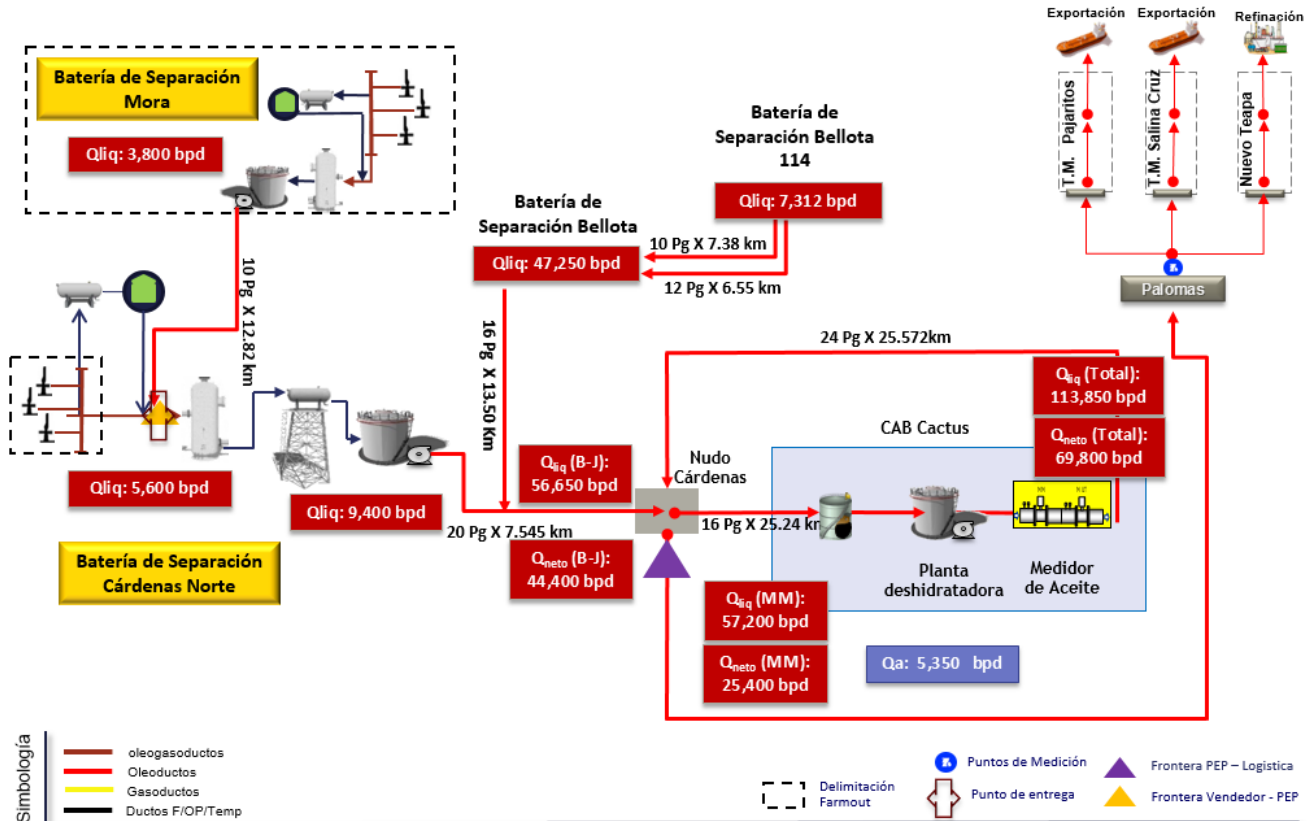 Batería de Separación
Mora
Qliq: 3,800 bpd
10 Pg X 12.82 km
Qliq: 5,600 bpd
Batería de Separación
Cárdenas Norte
Qliq: 9,400 bpd
Batería de
Separación Bellota
Qliq: 47,250 bpd
Batería de
Separación Bellota
114
Qliq: 7,312 bpd
10 Pg X 7.38 km
12 Pg X 6.55 km
16 Pg X 13.50 Km
20 Pg X 7.545 km
Qliq (B-J):
56,650 bpd
Qneto (B-J):
44,400 bpd
Nudo
Cárdenas
24 Pg X 25.572km
16 Pg X 25.24 km
CAB Cactus
Planta
deshidratadora
Medidor
de Aceite
Qliq (Total):
113,850 bpd
Qneto (Total):
69,800 bpd
Qliq (MM):
57,200 bpd
Qneto (MM):
25,400 bpd
Qa: 5,350 bpd
Exportación
Exportación
Refinación
T.M. Pajaritos
T.M. Salina Cruz
Nuevo Teapa
Palomas
Simbología
oleogasoductos
Oleoductos
Gasoductos
Ductos F/OP/Temp
Delimitación
Farmout
Puntos de Medición
Punto de entrega
Frontera PEP – Logistica
Frontera Vendedor - PEP